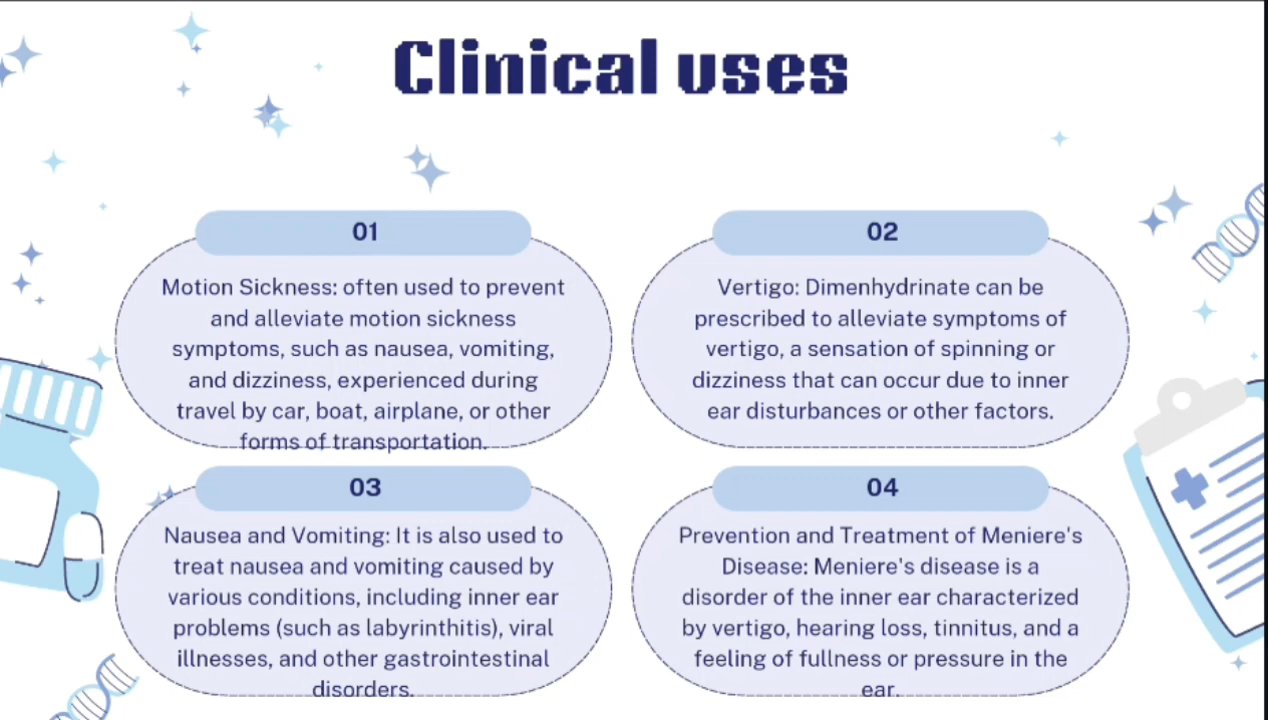 Clinical uses
01
Motion Sickness: often used to prevent
and alleviate motion sickness
symptoms, such as nausea, vomiting,
and dizziness, experienced during
travel by car, boat, airplane, or other
forms of transportation.
02
Vertigo: Dimenhydrinate can be
prescribed to alleviate symptoms of
vertigo, a sensation of spinning or
dizziness that can occur due to inner
ear disturbances or other factors.
03
Nausea and Vomiting: It is also used to
treat nausea and vomiting caused by
various conditions, including inner ear
problems (such as labyrinthitis), viral
illnesses, and other gastrointestinal
disorders.
04
Prevention and Treatment of Meniere's
Disease: Meniere's disease is a
disorder of the inner ear characterized
by vertigo, hearing loss, tinnitus, and a
feeling of fullness or pressure in the
ear.